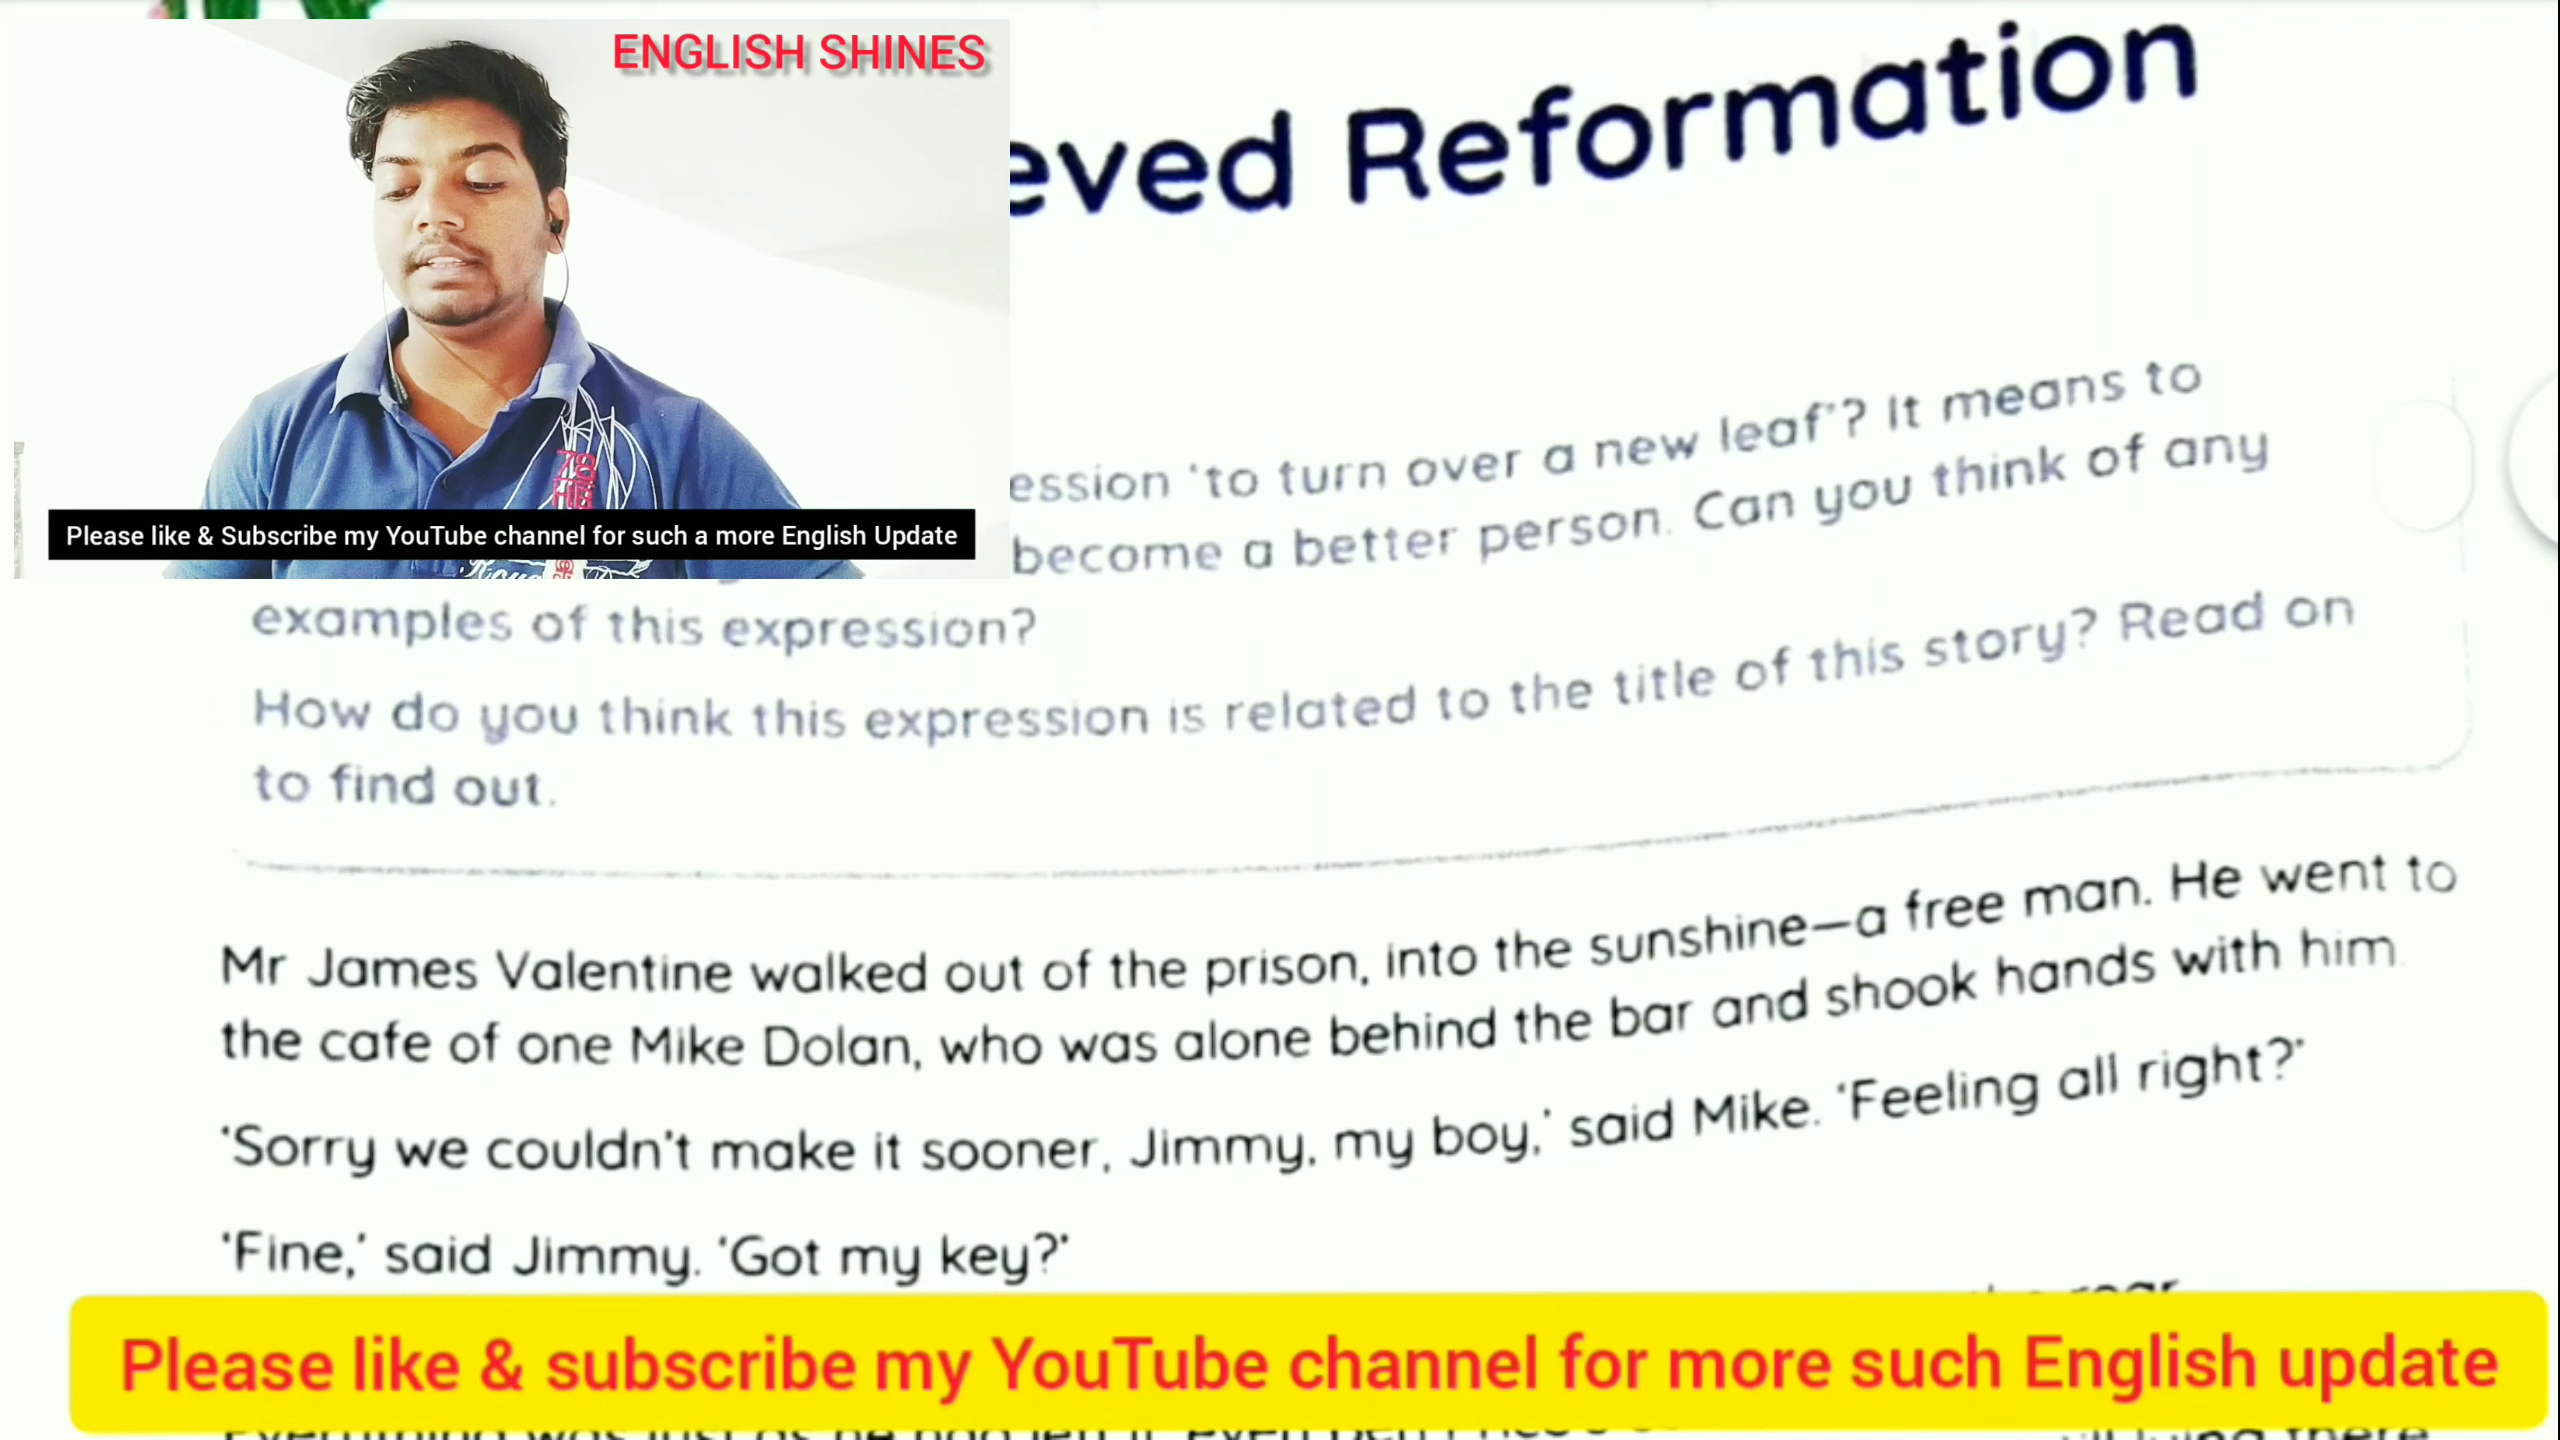 ENGLISH SHINES
eved Reformation
ession ‘to turn over a new leaf’? It means to
become a better person. Can you think of any
Please like & Subscribe my YouTube channel for such a more English Update
examples of this expression?
How do you think this expression is related to the title of this story? Read on
to find out.
Mr James Valentine walked out of the prison, into the sunshine—a free man. He went to
the cafe of one Mike Dolan, who was alone behind the bar and shook hands with him.
‘Sorry we couldn’t make it sooner, Jimmy, my boy,’ said Mike. ‘Feeling all right?’
‘Fine,’ said Jimmy. ‘Got my key?’
Please like & subscribe my YouTube channel for more such English update